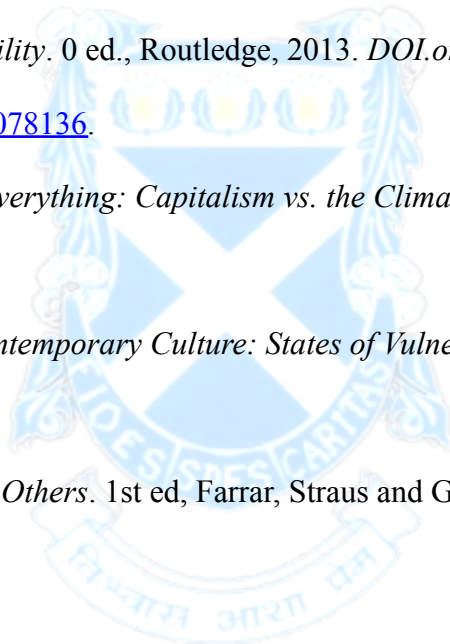 ility. 0 ed., Routledge, 2013. DOI.o
078136.
verything: Capitalism vs. the Clima
ntemporary Culture: States of Vulne
Others. 1st ed, Farrar, Straus and G
FIDES SPES CARITAS
विश्वास आशा प्रेम